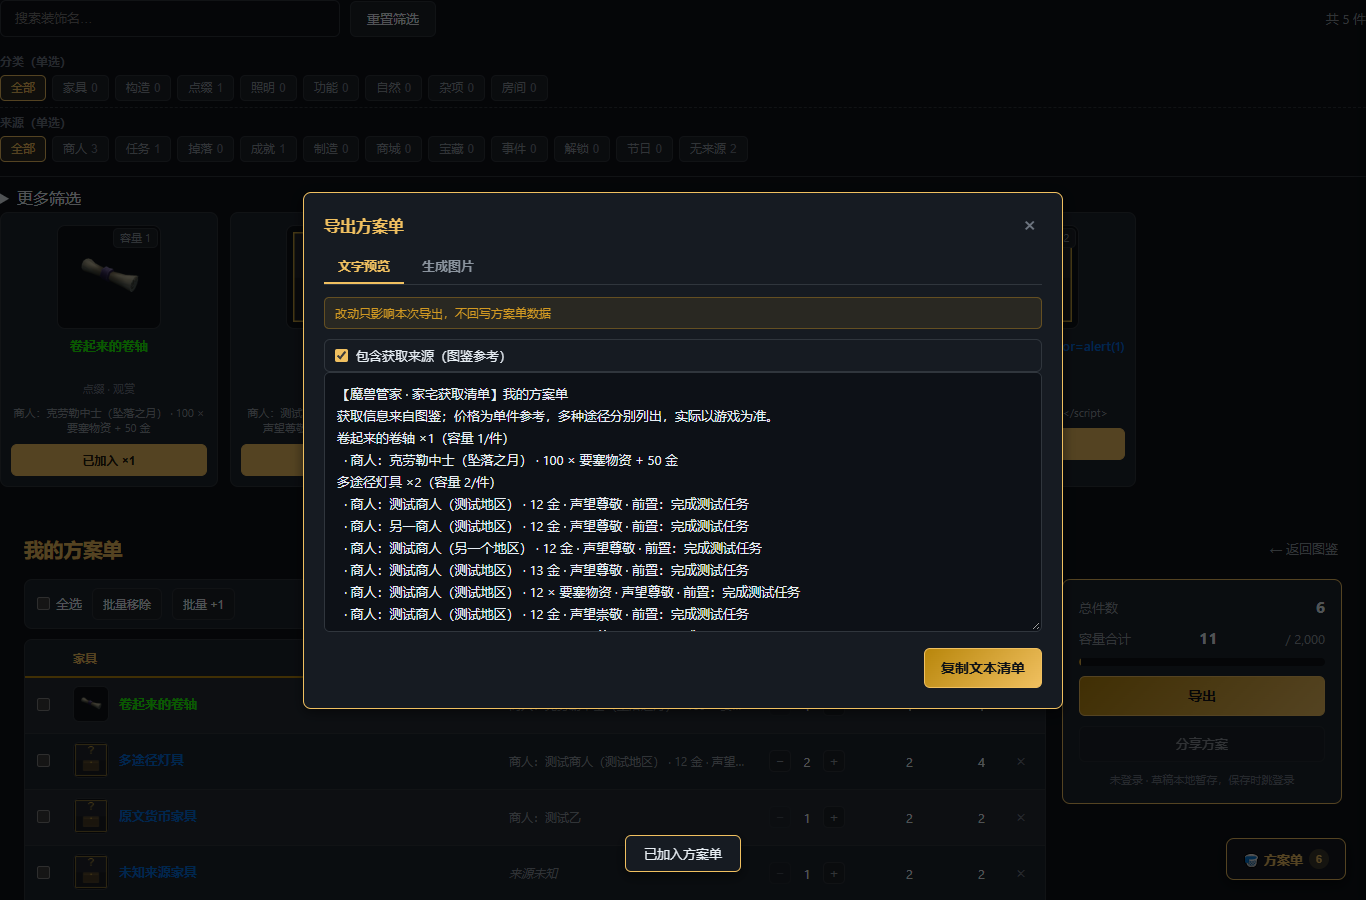 搜索装饰名...
重置筛选
共 5 件
分类（单选）
全部 家具 0 构造 0 点缀 1 照明 0 功能 0 自然 0 杂项 0 房间 0
来源（单选）
全部 商人 3 任务 1 掉落 0 成就 1 制造 0 商城 0 宝藏 0 事件 0 解锁 0 节日 0 无来源 2
▶ 更多筛选
容量 1
卷起来的卷轴
点缀 · 观赏
商人：克劳勒中士（坠落之月） · 100 ×
要塞物资 + 50 金
已加入 ×1
商人：测试
声望尊敬
2
or=alert(1)
</script>
导出方案单
×
文字预览 生成图片
改动只影响本次导出，不回写方案单数据
包含获取来源（图鉴参考）
【魔兽管家 · 家宅获取清单】我的方案单
获取信息来自图鉴；价格为单件参考，多种途径分别列出，实际以游戏为准。
卷起来的卷轴 ×1（容量 1/件）
· 商人：克劳勒中士（坠落之月） · 100 × 要塞物资 + 50 金
多途径灯具 ×2（容量 2/件）
· 商人：测试商人（测试地区） · 12 金 · 声望尊敬 · 前置：完成测试任务
· 商人：另一商人（测试地区） · 12 金 · 声望尊敬 · 前置：完成测试任务
· 商人：测试商人（另一个地区） · 12 金 · 声望尊敬 · 前置：完成测试任务
· 商人：测试商人（测试地区） · 13 金 · 声望尊敬 · 前置：完成测试任务
· 商人：测试商人（测试地区） · 12 × 要塞物资 · 声望尊敬 · 前置：完成测试任务
· 商人：测试商人（测试地区） · 12 金 · 声望崇敬 · 前置：完成测试任务
复制文本清单
我的方案单
← 返回图鉴
全选 批量移除 批量 +1
家具
卷起来的卷轴
多途径灯具 商人：测试商人（测试地区） · 12 金 · 声望... − 2 + 2 4 ×
原文货币家具 商人：测试乙 − 1 + 2 2 ×
未知来源家具 来源未知 − 1 + 2 2 ×
总件数 6
容量合计 11 / 2,000
导出
分享方案
未登录 · 草稿本地暂存，保存时跳登录
已加入方案单
方案单 6